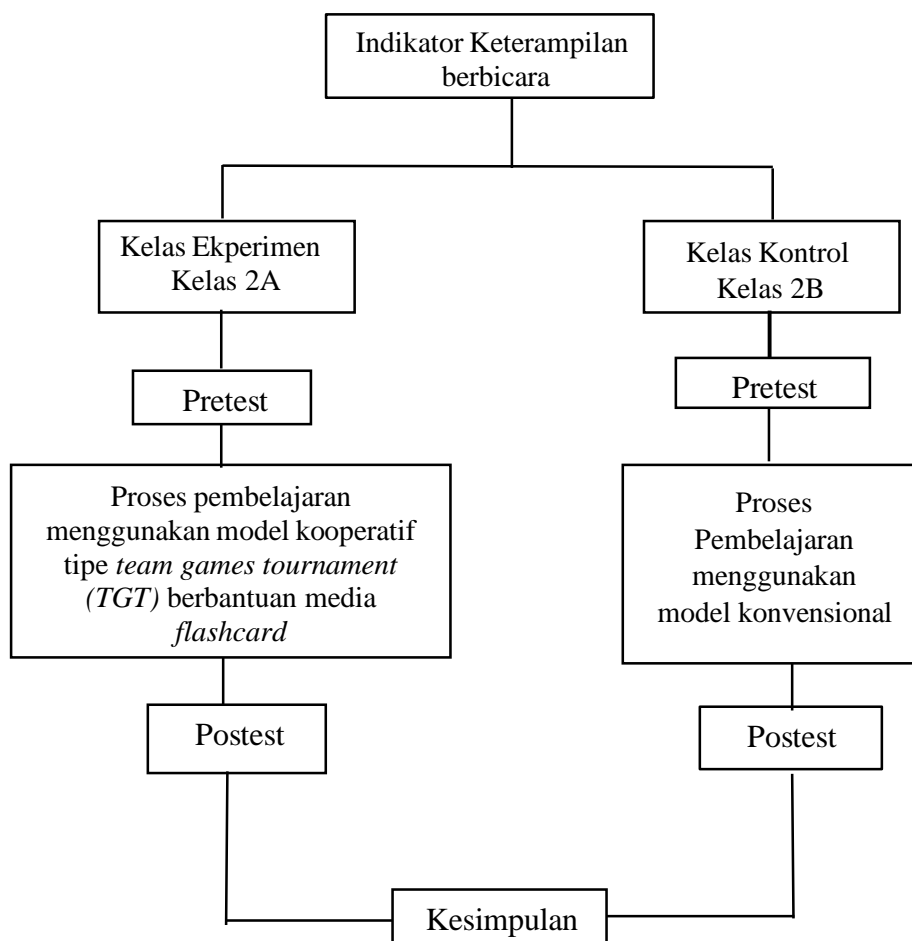 Indikator Keterampilan
berbicara
Kelas Ekperimen
Kelas 2A
Kelas Kontrol
Kelas 2B
Pretest
Pretest
Proses pembelajaran
menggunakan model kooperatif
tipe team games tournament
(TGT) berbantuan media
flashcard
Proses
Pembelajaran
menggunakan
model konvensional
Postest
Postest
Kesimpulan